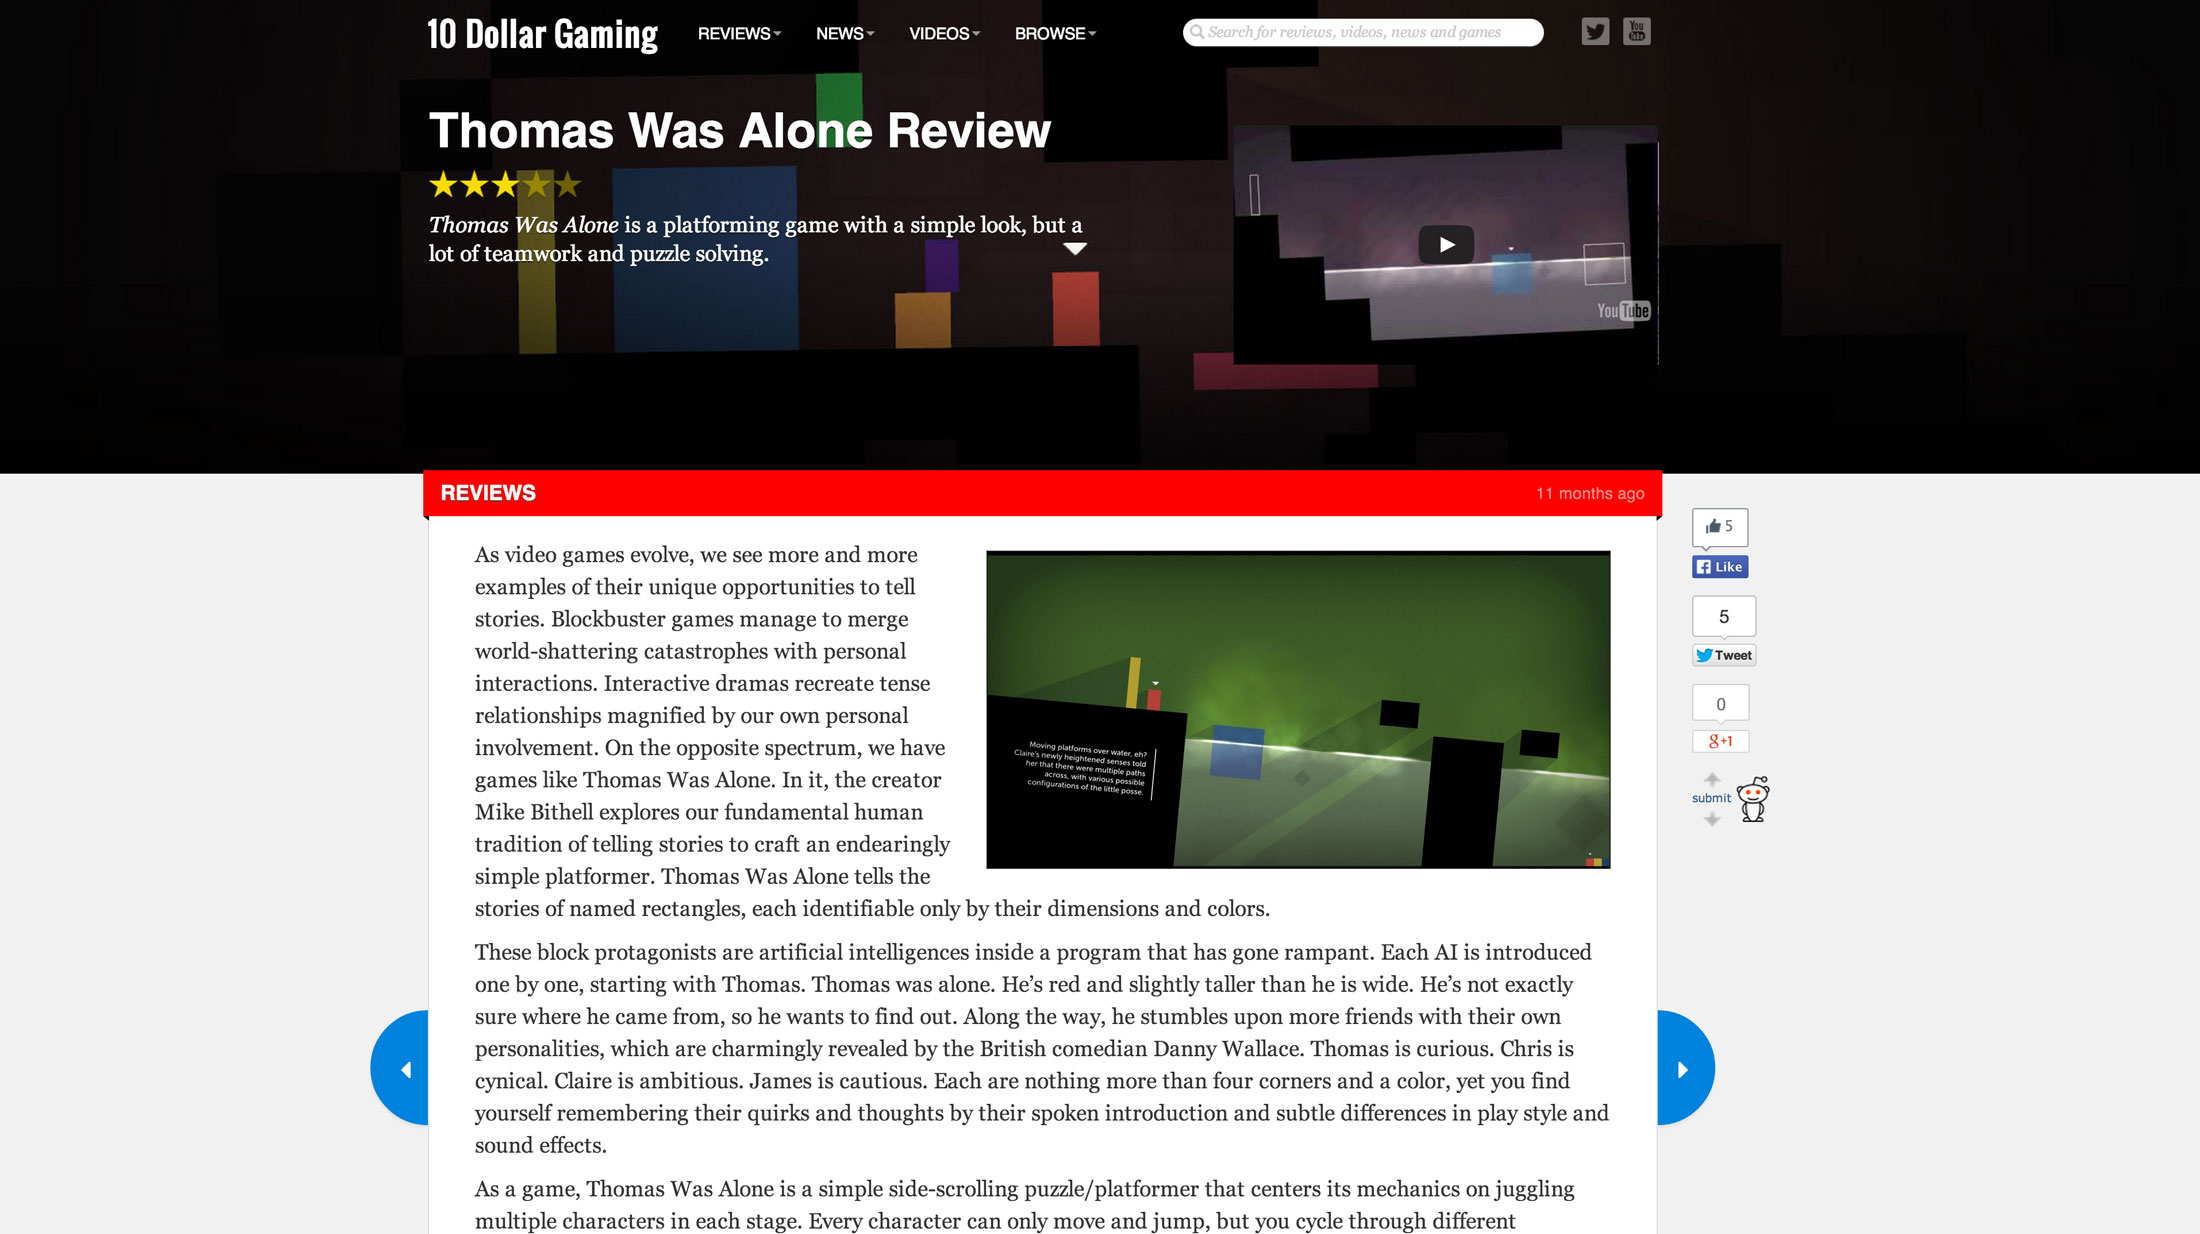 10 Dollar Gaming
REVIEWS
NEWS
VIDEOS
BROWSE
Search for reviews, videos, news and games
You
Tube
Thomas Was Alone Review
Thomas Was Alone is a platforming game with a simple look, but a
lot of teamwork and puzzle solving.
YouTube
REVIEWS
11 months ago
As video games evolve, we see more and more
examples of their unique opportunities to tell
stories. Blockbuster games manage to merge
world-shattering catastrophes with personal
interactions. Interactive dramas recreate tense
relationships magnified by our own personal
involvement. On the opposite spectrum, we have
games like Thomas Was Alone. In it, the creator
Mike Bithell explores our fundamental human
tradition of telling stories to craft an endearingly
simple platformer. Thomas Was Alone tells the
stories of named rectangles, each identifiable only by their dimensions and colors.
Moving platforms over water, eh?
Claire's newly heightened senses told
her that there were multiple paths
across, with various possible
configurations of the little posse.
These block protagonists are artificial intelligences inside a program that has gone rampant. Each AI is introduced
one by one, starting with Thomas. Thomas was alone. He’s red and slightly taller than he is wide. He’s not exactly
sure where he came from, so he wants to find out. Along the way, he stumbles upon more friends with their own
personalities, which are charmingly revealed by the British comedian Danny Wallace. Thomas is curious. Chris is
cynical. Claire is ambitious. James is cautious. Each are nothing more than four corners and a color, yet you find
yourself remembering their quirks and thoughts by their spoken introduction and subtle differences in play style and
sound effects.
As a game, Thomas Was Alone is a simple side-scrolling puzzle/platformer that centers its mechanics on juggling
multiple characters in each stage. Every character can only move and jump, but you cycle through different
5
Like
5
Tweet
0
g+1
submit